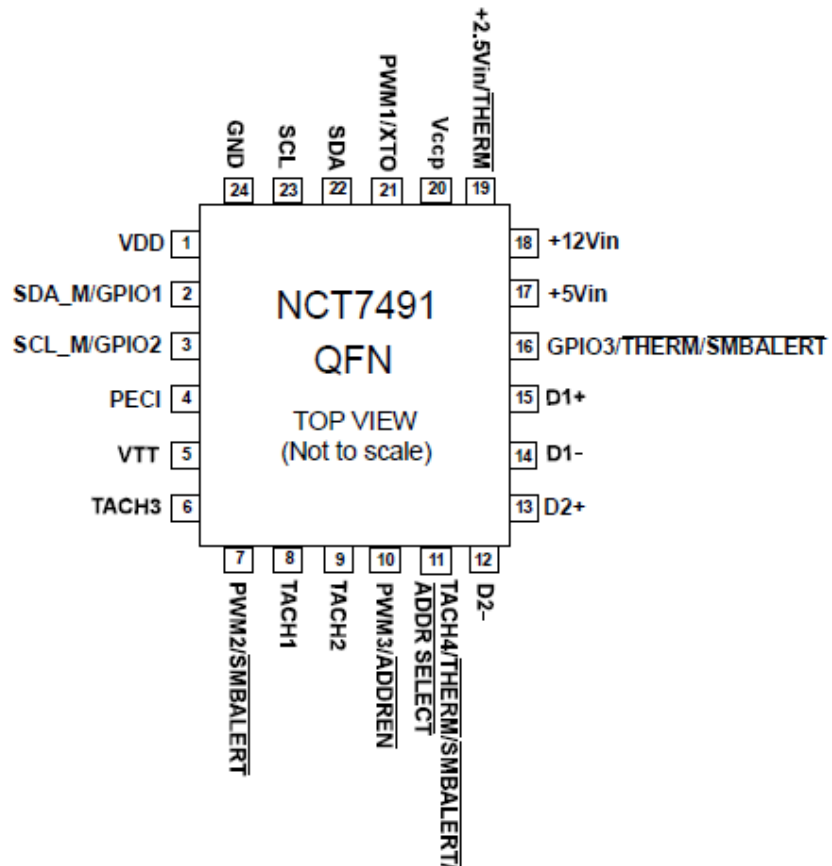 +2.5Vin/THERM
Vccp
PWM1/XTO
SDA
SCL
GND
24
23
22
21
20
19
VDD 1
SDA_M/GPIO1 2
SCL_M/GPIO2 3
PECI 4
VTT 5
TACH3 6
NCT7491
QFN
TOP VIEW
(Not to scale)
18 +12Vin
17 +5Vin
16 GPIO3/THERM/SMBALERT
15 D1+
14 D1-
13 D2+
7
8
9
10
11
12
PWM2/SMBALERT
TACH1
TACH2
PWM3/ADDREN
TACH4/THERM/SMBALERT/
ADDR SELECT
D2-